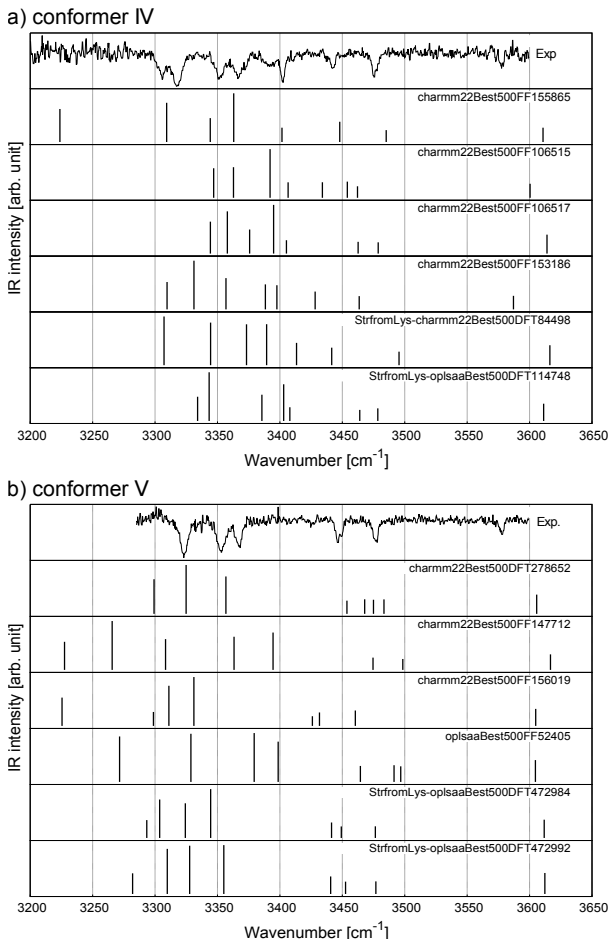 a) conformer IV
Exp
charmm22Best500FF155865
charmm22Best500FF106515
charmm22Best500FF106517
charmm22Best500FF153186
StrfromLys-charmm22Best500DFT84498
StrfromLys-oplsaaBest500DFT114748
IR intensity [arb. unit]
3200 3250 3300 3350 3400 3450 3500 3550 3600 3650
Wavenumber [cm-1]
b) conformer V
Exp.
charmm22Best500DFT278652
charmm22Best500FF147712
charmm22Best500FF156019
oplsaaBest500FF52405
StrfromLys-oplsaaBest500DFT472984
StrfromLys-oplsaaBest500DFT472992
IR intensity [arb. unit]
3200 3250 3300 3350 3400 3450 3500 3550 3600 3650
Wavenumber [cm-1]